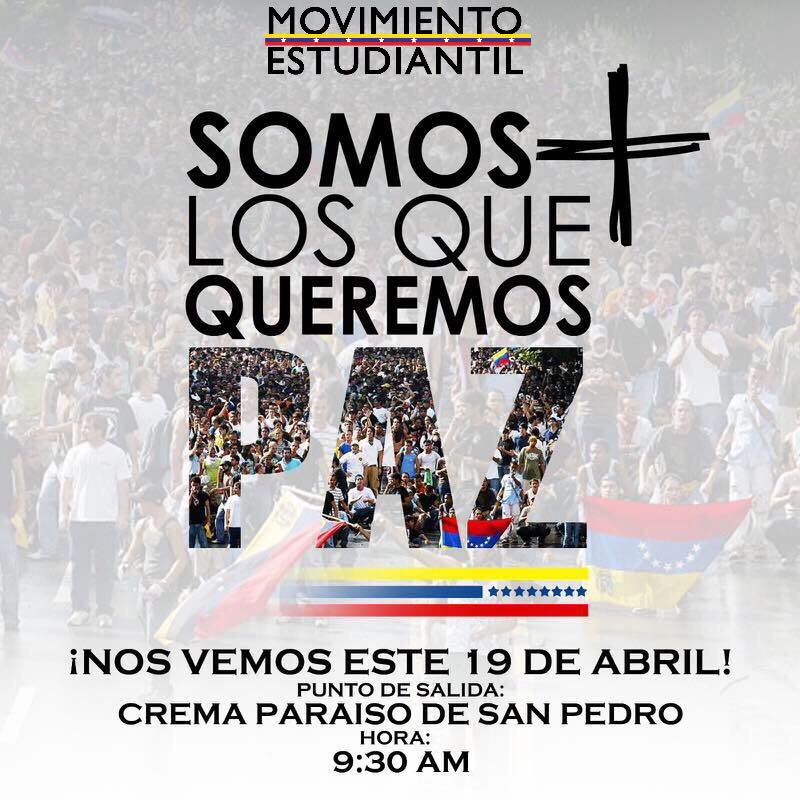 MOVIMIENTO
ESTUDIANTIL
SOMOS+
LOS QUE
QUEREMOS
PAZ
¡NOS VEMOS ESTE 19 DE ABRIL!
PUNTO DE SALIDA:
CREMA PARAISO DE SAN PEDRO
HORA:
9:30 AM